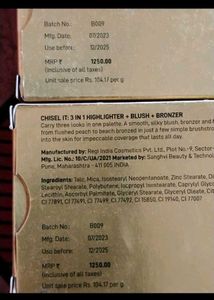 Batch No.: B009
Mfg. Date: 07/2023
Use before: 12/2025
MRP ₹ 1250.00
(Inclusive of all taxes)
Unit sale price Rs. 104.17 per g.
CHISEL IT: 3 IN 1 HIGHLIGHTER + BLUSH + BRONZER
Carry three looks in one palette. A smooth, silky blush, bronzer and
from flushed peach to beach bronzed in just a few simple brushstro
into the skin for impeccable coverage that lasts all day.
Manufactured by: Regi India Cosmetics Pvt. Ltd., Plot No.-9, Sector-
Mfg. Lic. No.: 10/C/UA/2021 Marketed by: Sanghvi Beauty & Technolo
Pune, Maharashtra - 411 005 INDIA
Ingredients: Talc, Mica, Isostearyl Neopentanoate, Zinc Stearate,
Stearate, Polybutene, Isocetyl Stearate, Caprylyl Glyc
Lecithin, Ascorbyl Palmitate, Glyceryl Stearate, Glyceryl Oleate, C
CI 77891, CI 77491, CI 77499, CI 77492, CI 15850, CI 19140, CI 77007
Batch No.: B009
Mfg. Date: 07/2023
Use before: 12/2025
MRP ₹ 1250.00
(Inclusive of all taxes)
Unit sale price Rs. 104.17 per g.